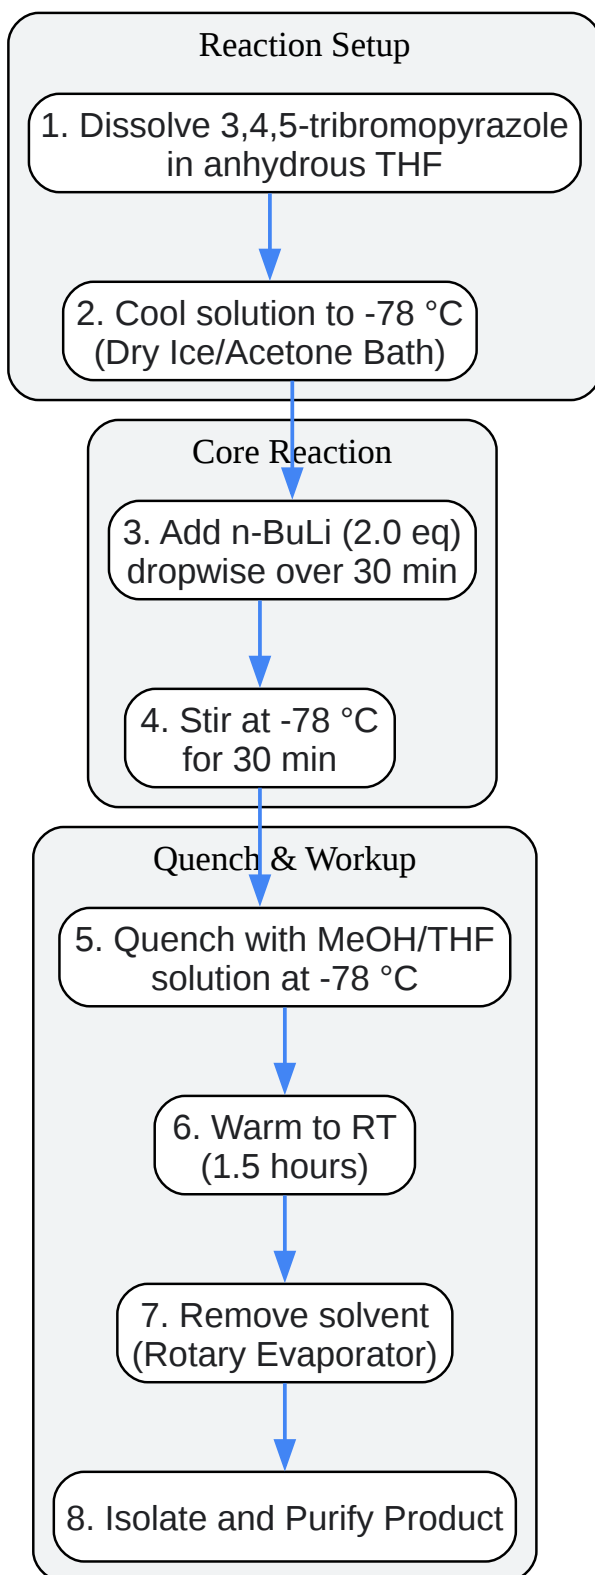 Reaction Setup
1. Dissolve 3,4,5-tribromopyrazole
in anhydrous THF
2. Cool solution to -78 °C
(Dry Ice/Acetone Bath)
Core Reaction
3. Add n-BuLi (2.0 eq)
dropwise over 30 min
4. Stir at -78 °C
for 30 min
Quench & Workup
5. Quench with MeOH/THF
solution at -78 °C
6. Warm to RT
(1.5 hours)
7. Remove solvent
(Rotary Evaporator)
8. Isolate and Purify Product